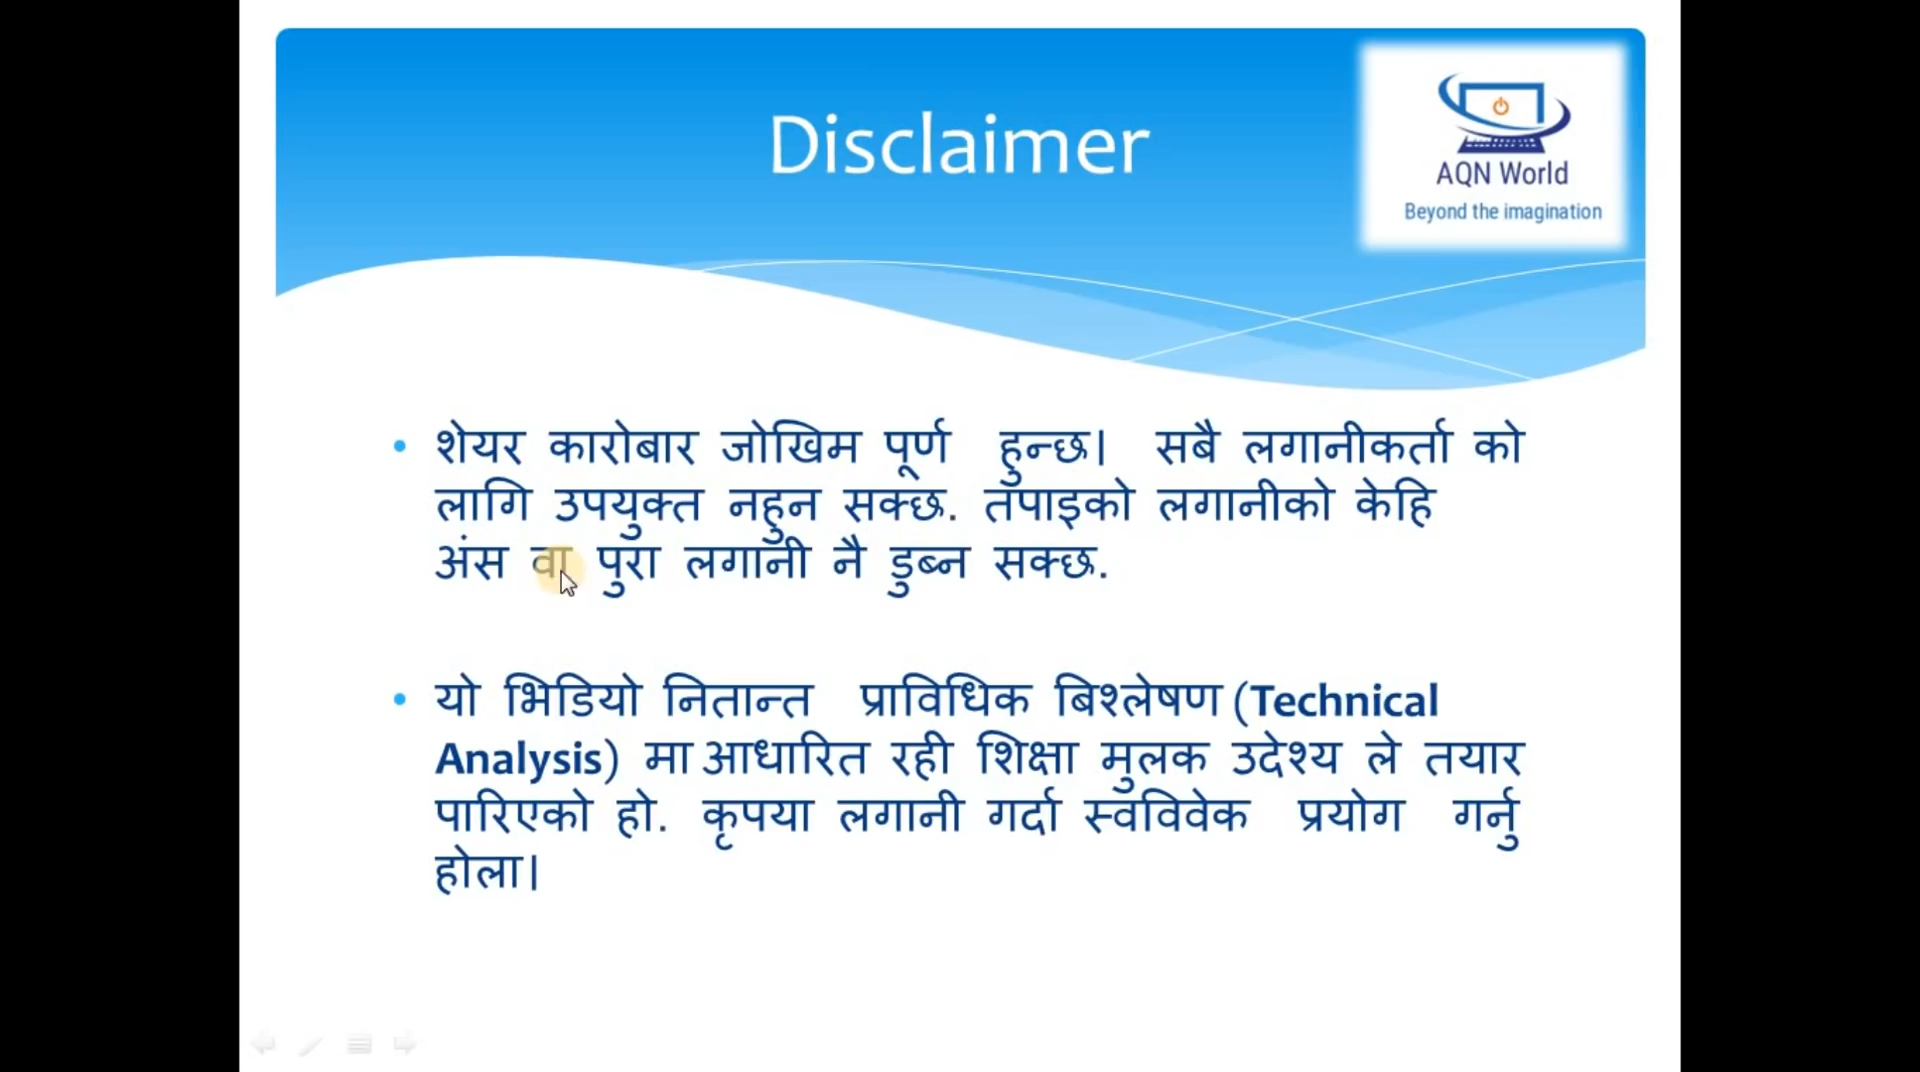 Disclaimer
AQN World
Beyond the imagination
• शेयर कारोबार जोखिम पूर्ण हुन्छ। सबै लगानीकर्ता को
लागि उपयुक्त नहुन सक्छ. तपाइको लगानीको केहि
अंस वा पुरा लगानी नै डुब्न सक्छ.
• यो भिडियो नितान्त प्राविधिक बिश्लेषण (Technical
Analysis) मा आधारित रही शिक्षा मुलक उदेश्य ले तयार
पारिएको हो. कृपया लगानी गर्दा स्वविवेक प्रयोग गर्नु
होला।